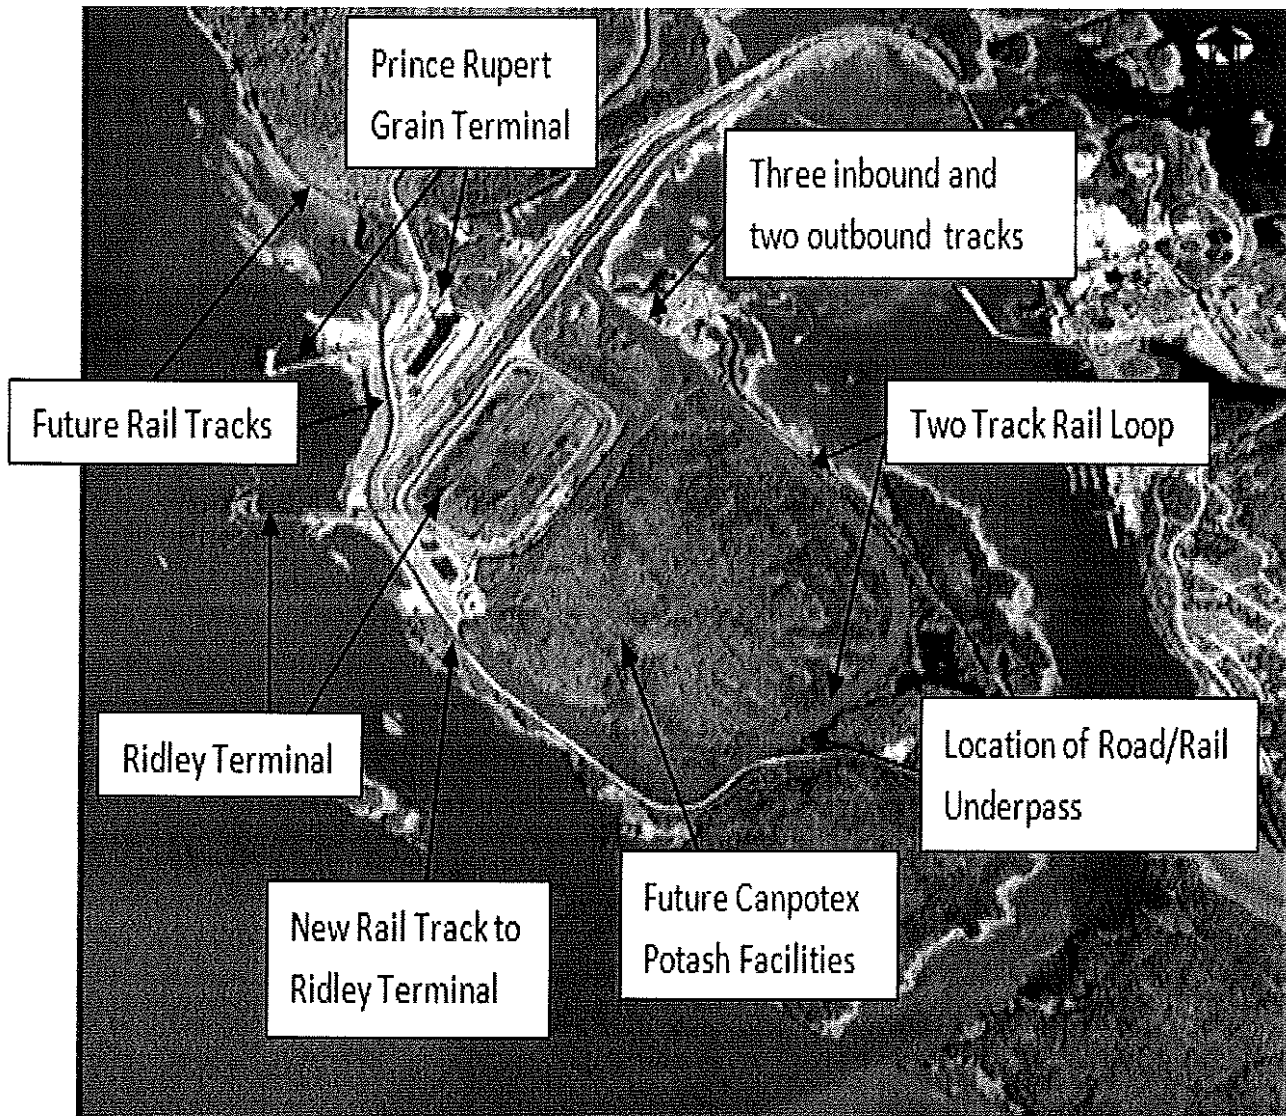 Prince Rupert
Grain Terminal
Three inbound and
two outbound tracks
Future Rail Tracks
Two Track Rail Loop
Ridley Terminal
Location of Road/Rail
Underpass
New Rail Track to
Ridley Terminal
Future Canpotex
Potash Facilities